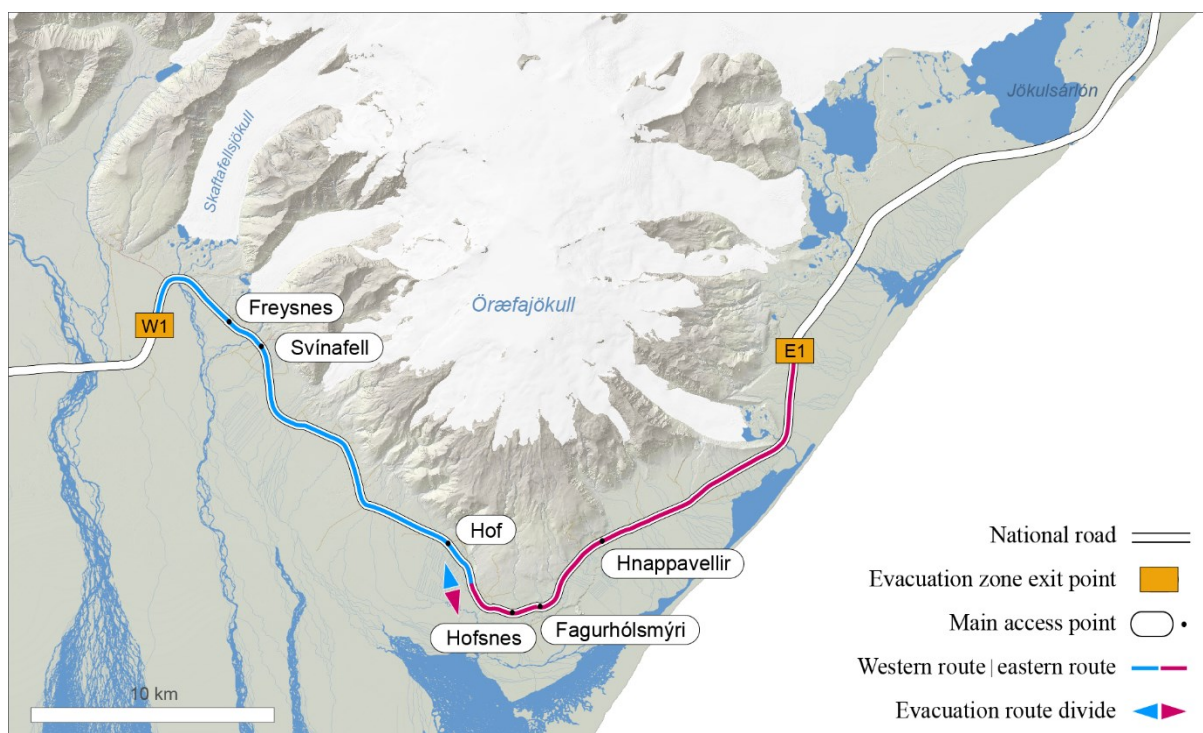 Jökulsárlón
Skaftafellsjökull
Freysnes
W1
Svínafell
Öræfajökull
E1
Hof
Hnappavellir
Hofsnes
Fagurhólsmýri
10 km
National road
Evacuation zone exit point
Main access point
Western route | eastern route
Evacuation route divide